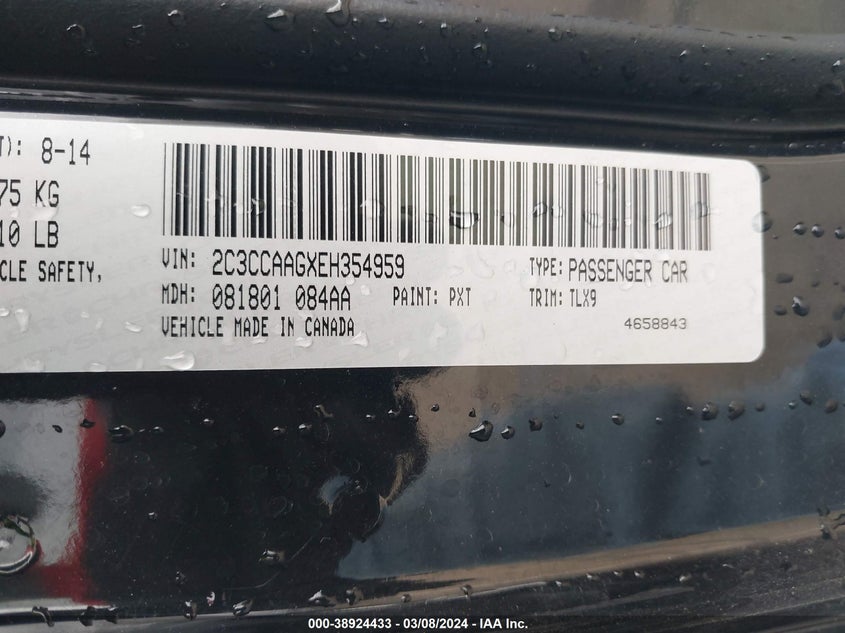 T): 8-14
75 KG
10 LB
CLE SAFETY,
VIN: 2C3CCAAGXEH354959
TYPE: PASSENGER CAR
MDH: 081801 084AA
PAINT: PXT
TRIM: TLX9
VEHICLE MADE IN CANADA
4658843
000-38924433 - 03/08/2024 - IAA Inc.